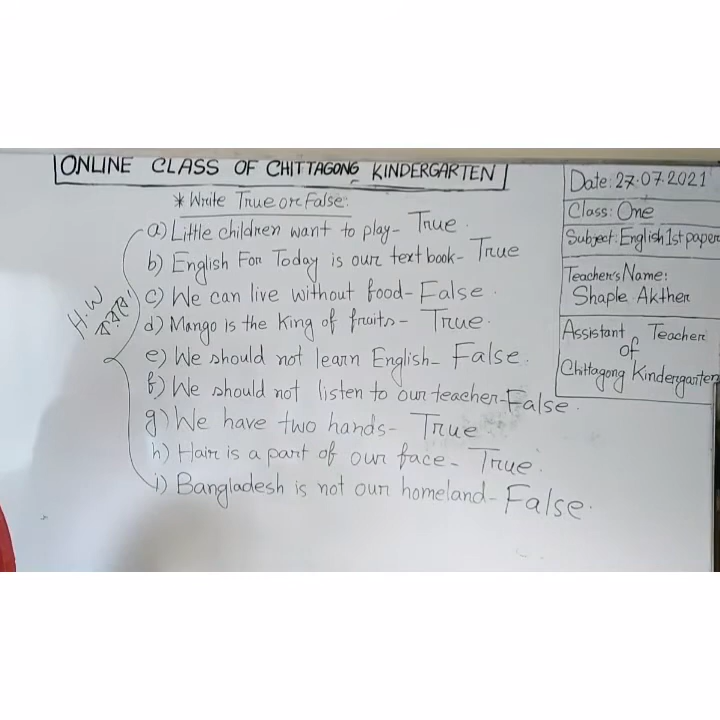 ONLINE CLASS OF CHITTAGONG KINDERGARTEN
* Write True or False:
a) Little children want to play- True.
b) English For Today is our text book- True
c) We can live without food- False.
d) Mango is the King of fruits- True.
e) We should not learn English- False.
f) We should not listen to our teacher- False.
g) We have two hands- True
h) Hair is a part of our face- True.
i) Bangladesh is not our homeland- False.
H.W
Date: 27.07.2021
Class: One
Subject: English 1st paper
Teacher's Name:
Shaple Akther
Assistant Teacher
of
Chittagong Kindergarten